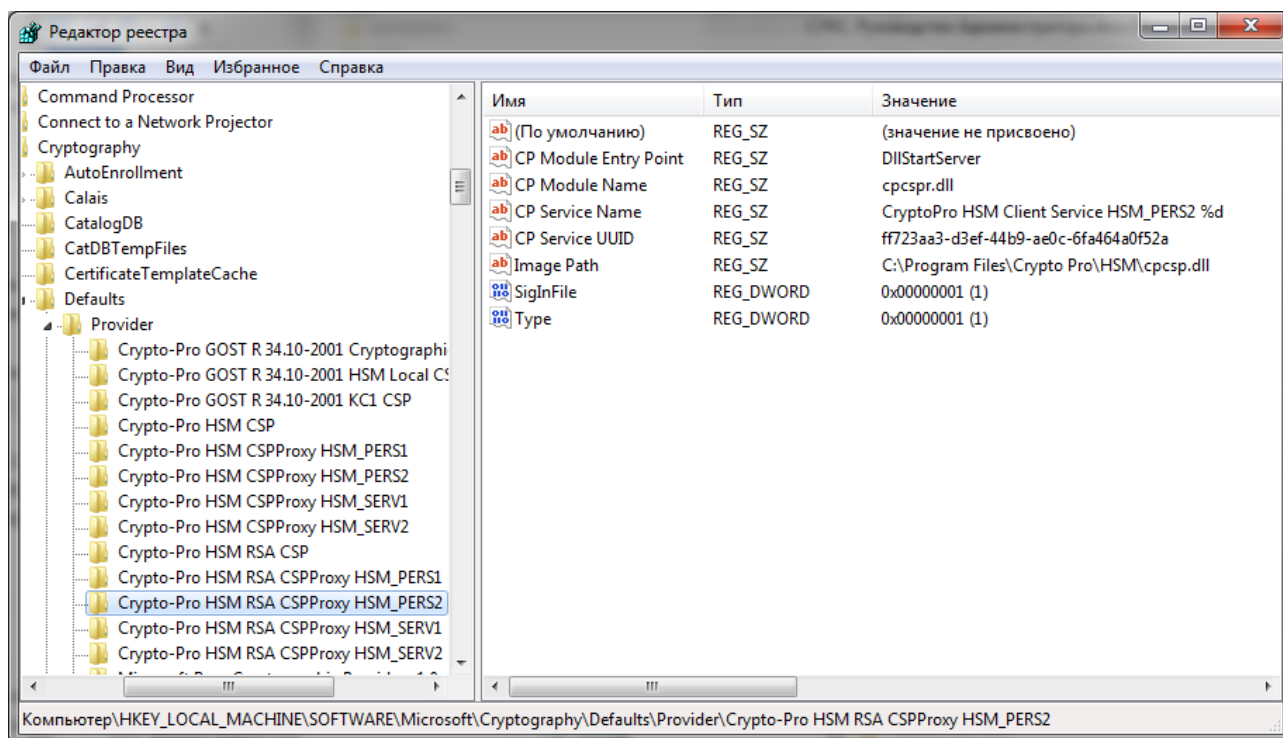 Редактор реестра
Файл Правка Вид Избранное Справка
Command Processor
Connect to a Network Projector
Cryptography
AutoEnrollment
Calais
CatalogDB
CatDBTempFiles
CertificateTemplateCache
Defaults
Provider
Crypto-Pro GOST R 34.10-2001 Cryptographi
Crypto-Pro GOST R 34.10-2001 HSM Local CS
Crypto-Pro GOST R 34.10-2001 KC1 CSP
Crypto-Pro HSM CSP
Crypto-Pro HSM CSPProxy HSM_PERS1
Crypto-Pro HSM CSPProxy HSM_PERS2
Crypto-Pro HSM CSPProxy HSM_SERV1
Crypto-Pro HSM CSPProxy HSM_SERV2
Crypto-Pro HSM RSA CSP
Crypto-Pro HSM RSA CSPProxy HSM_PERS1
Crypto-Pro HSM RSA CSPProxy HSM_PERS2
Crypto-Pro HSM RSA CSPProxy HSM_SERV1
Crypto-Pro HSM RSA CSPProxy HSM_SERV2
Имя Тип Значение
(По умолчанию) REG_SZ (значение не присвоено)
CP Module Entry Point REG_SZ DllStartServer
CP Module Name REG_SZ cpcspr.dll
CP Service Name REG_SZ CryptoPro HSM Client Service HSM_PERS2 %d
CP Service UUID REG_SZ ff723aa3-d3ef-44b9-ae0c-6fa464a0f52a
Image Path REG_SZ C:\Program Files\Crypto Pro\HSM\cpcsp.dll
SigInFile REG_DWORD 0x00000001 (1)
Type REG_DWORD 0x00000001 (1)
Компьютер\HKEY_LOCAL_MACHINE\SOFTWARE\Microsoft\Cryptography\Defaults\Provider\Crypto-Pro HSM RSA CSPProxy HSM_PERS2